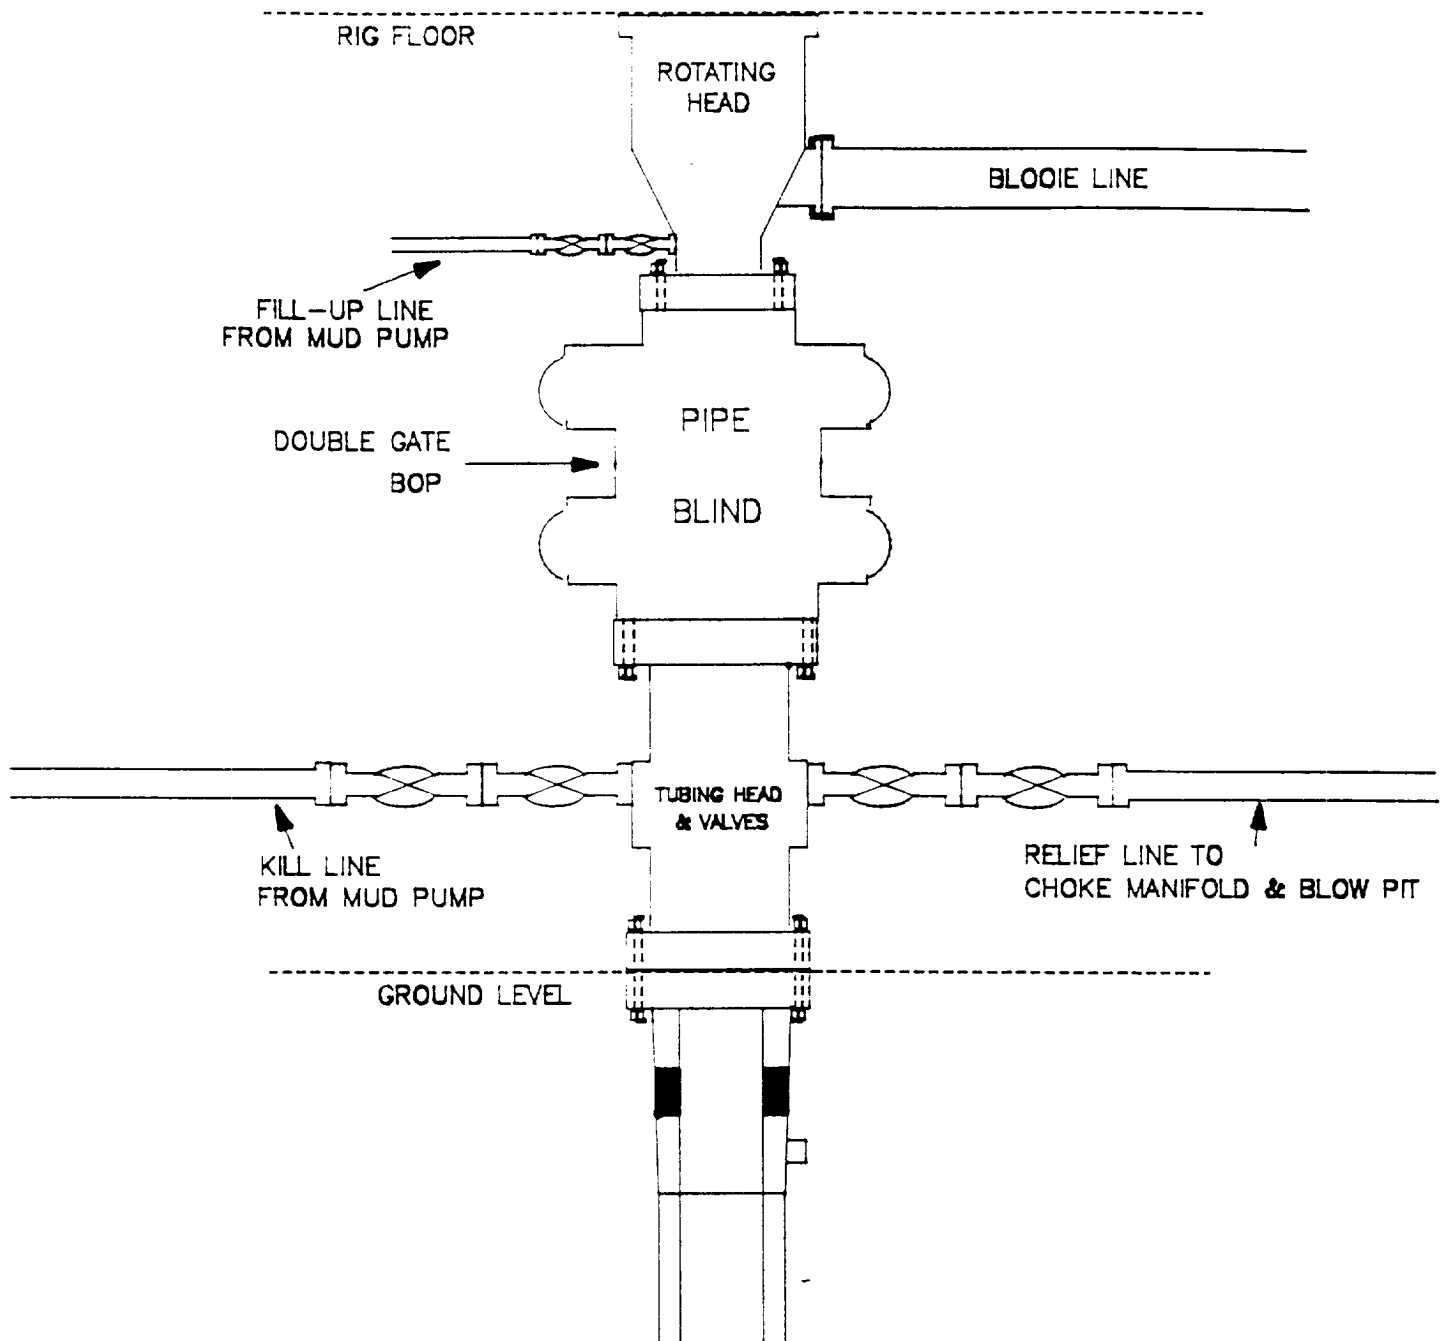 RIG FLOOR
ROTATING
HEAD
BLOOIE LINE
FILL-UP LINE
FROM MUD PUMP
PIPE
DOUBLE GATE
BOP
BLIND
TUBING HEAD
& VALVES
KILL LINE
FROM MUD PUMP
RELIEF LINE TO
CHOKE MANIFOLD & BLOW PIT
GROUND LEVEL